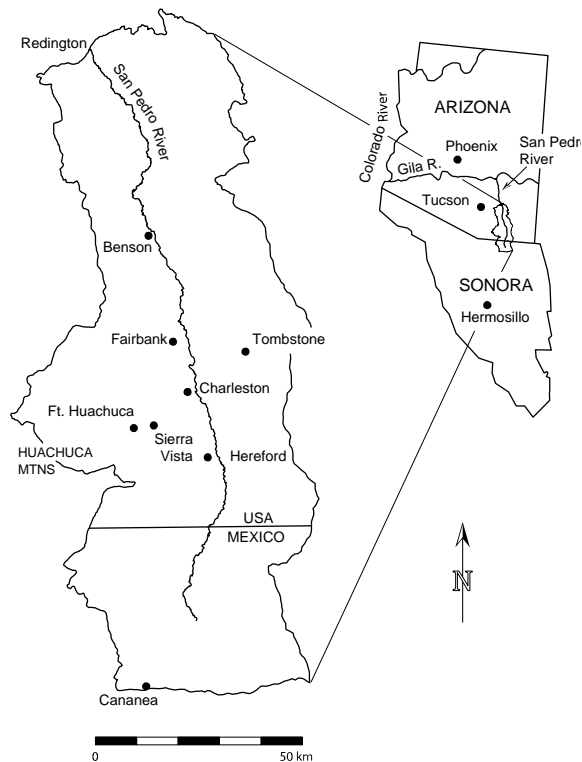 Redington
San Pedro River
Benson
Fairbank
Tombstone
Charleston
Ft. Huachuca
Sierra
Vista
Hereford
HUACHUCA
MTNS
USA
MEXICO
Cananea
0
50 km
ARIZONA
Colorado River
Phoenix
San Pedro
River
Gila R.
Tucson
SONORA
Hermosillo
N